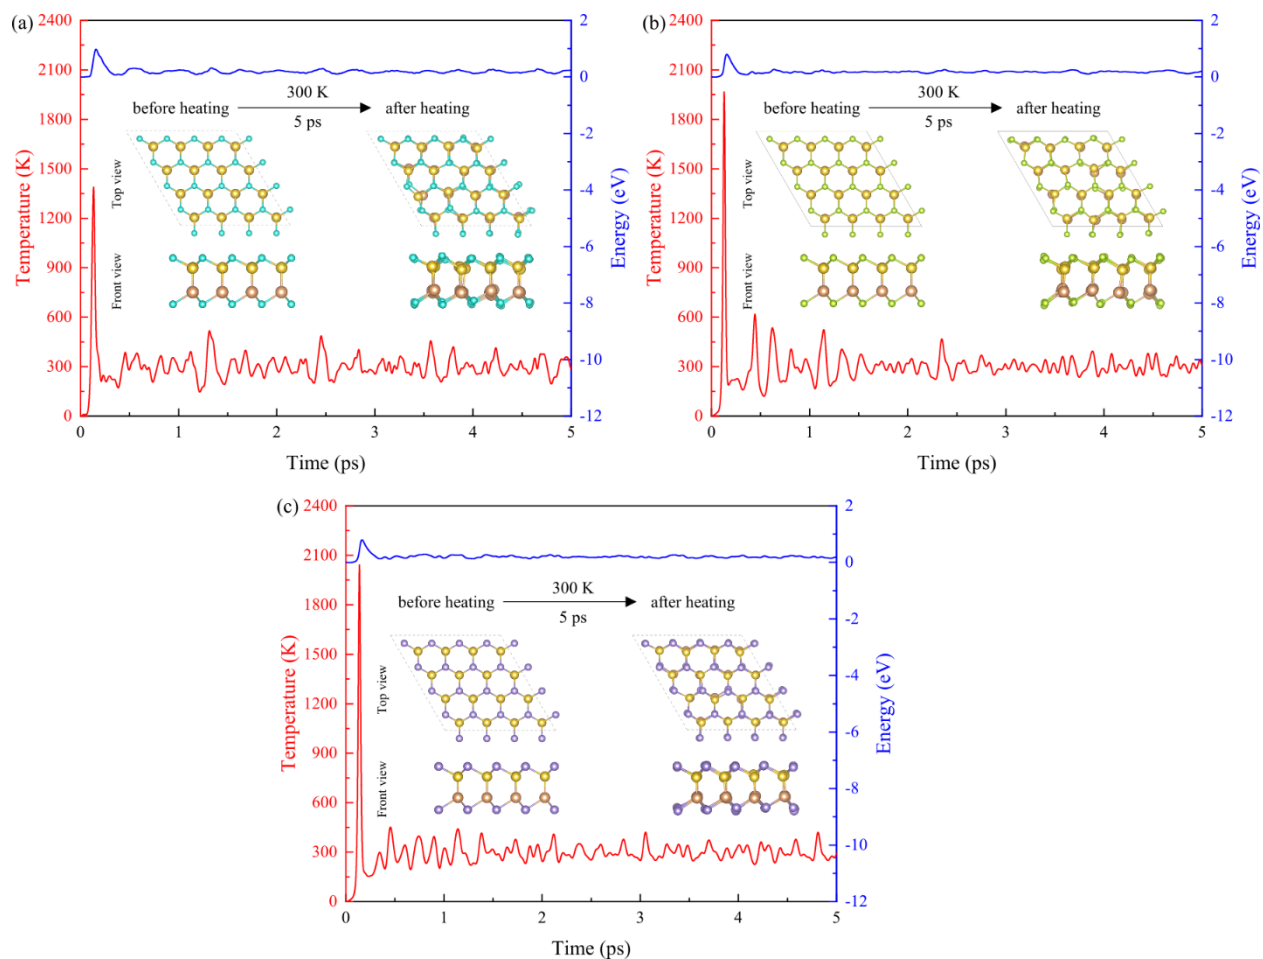 (a)
2400
2100
1800
1500
1200
900
600
300
0
Temperature (K)
2
0
-2
-4
-6
-8
-10
-12
Energy (eV)
before heating
300 K
5 ps
after heating
Top view
Front view
0
1
2
3
4
5
Time (ps)
(b)
2400
2100
1800
1500
1200
900
600
300
0
Temperature (K)
2
0
-2
-4
-6
-8
-10
-12
Energy (eV)
before heating
300 K
5 ps
after heating
Top view
Front view
0
1
2
3
4
5
Time (ps)
(c)
2400
2100
1800
1500
1200
900
600
300
0
Temperature (K)
2
0
-2
-4
-6
-8
-10
-12
Energy (eV)
before heating
300 K
5 ps
after heating
Top view
Front view
0
1
2
3
4
5
Time (ps)